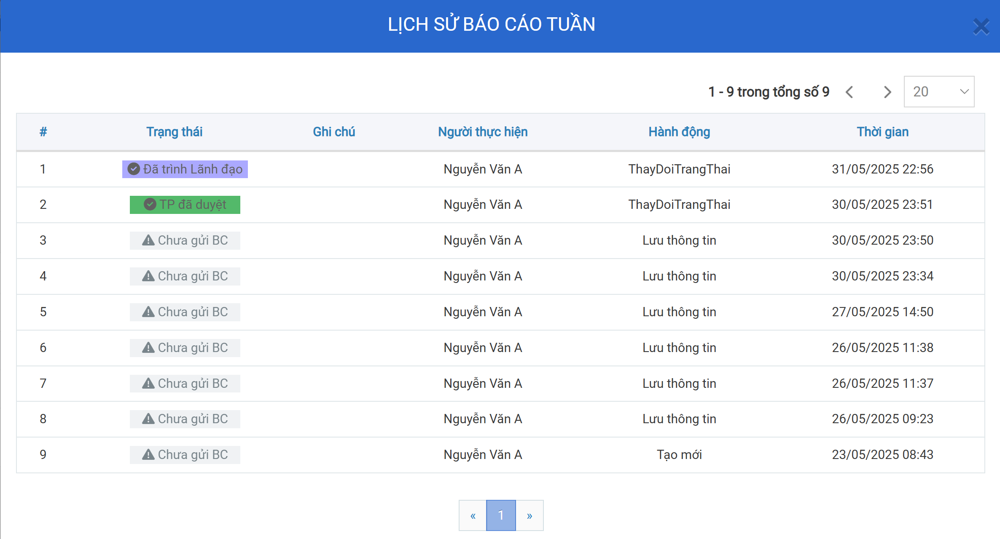 LỊCH SỬ BÁO CÁO TUẦN
1 - 9 trong tổng số 9 20
# Trạng thái Ghi chú Người thực hiện Hành động Thời gian
1 Đã trình Lãnh đạo Nguyễn Văn A ThayDoiTrangThai 31/05/2025 22:56
2 TP đã duyệt Nguyễn Văn A ThayDoiTrangThai 30/05/2025 23:51
3 Chưa gửi BC Nguyễn Văn A Lưu thông tin 30/05/2025 23:50
4 Chưa gửi BC Nguyễn Văn A Lưu thông tin 30/05/2025 23:34
5 Chưa gửi BC Nguyễn Văn A Lưu thông tin 27/05/2025 14:50
6 Chưa gửi BC Nguyễn Văn A Lưu thông tin 26/05/2025 11:38
7 Chưa gửi BC Nguyễn Văn A Lưu thông tin 26/05/2025 11:37
8 Chưa gửi BC Nguyễn Văn A Lưu thông tin 26/05/2025 09:23
9 Chưa gửi BC Nguyễn Văn A Tạo mới 23/05/2025 08:43
« 1 »